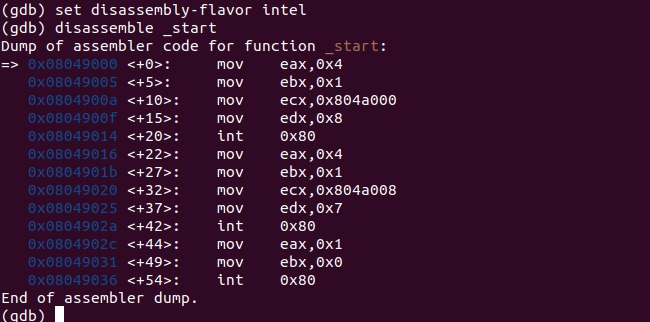 (gdb) set disassembly-flavor intel
(gdb) disassemble _start
Dump of assembler code for function _start:
=> 0x08049000 <+0>:     mov    eax,0x4
   0x08049005 <+5>:     mov    ebx,0x1
   0x0804900a <+10>:    mov    ecx,0x804a000
   0x0804900f <+15>:    mov    edx,0x8
   0x08049014 <+20>:    int    0x80
   0x08049016 <+22>:    mov    eax,0x4
   0x0804901b <+27>:    mov    ebx,0x1
   0x08049020 <+32>:    mov    ecx,0x804a008
   0x08049025 <+37>:    mov    edx,0x7
   0x0804902a <+42>:    int    0x80
   0x0804902c <+44>:    mov    eax,0x1
   0x08049031 <+49>:    mov    ebx,0x0
   0x08049036 <+54>:    int    0x80
End of assembler dump.
(gdb)